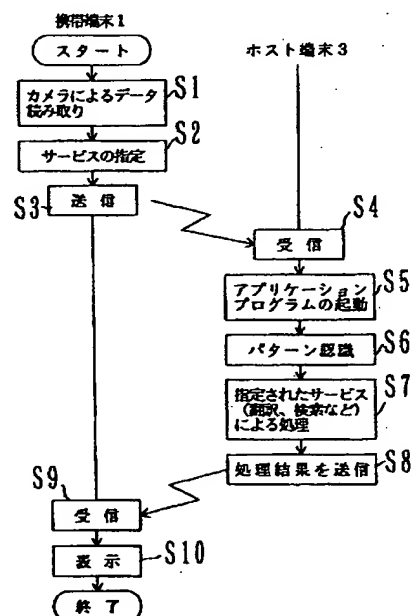 携帯端末1
スタート
ホスト端末3
カメラによるデータ
読み取り
S1
サービスの指定
S2
送信
S3
受信
S4
アプリケーション
プログラムの起動
S5
パターン認識
S6
指定されたサービス
(翻訳、検索など)
による処理
S7
処理結果を送信
S8
S9
受信
表示
S10
終了